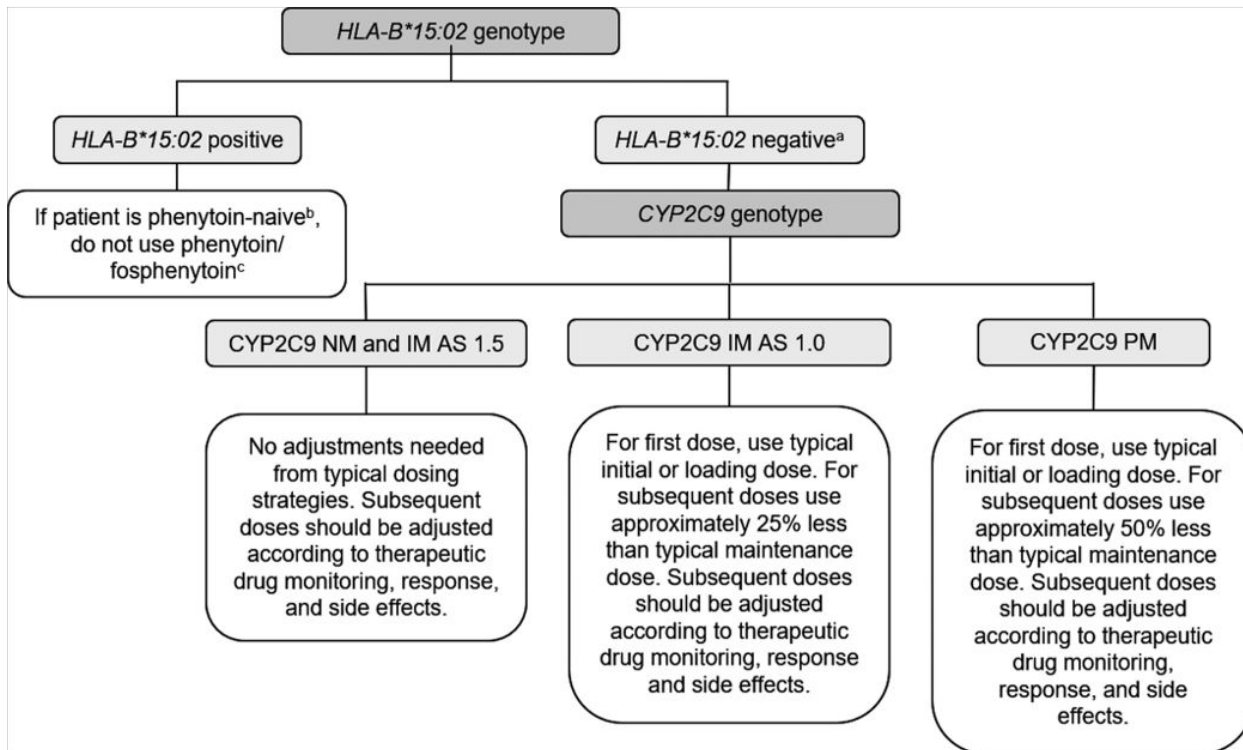 HLA-B*15:02 genotype
HLA-B*15:02 positive
HLA-B*15:02 negativeᵃ
If patient is phenytoin-naiveᵇ,
do not use phenytoin/
fosphenytoinᶜ
CYP2C9 genotype
CYP2C9 NM and IM AS 1.5
CYP2C9 IM AS 1.0
CYP2C9 PM
No adjustments needed
from typical dosing
strategies. Subsequent
doses should be adjusted
according to therapeutic
drug monitoring, response,
and side effects.
For first dose, use typical
initial or loading dose. For
subsequent doses use
approximately 25% less
than typical maintenance
dose. Subsequent doses
should be adjusted
according to therapeutic
drug monitoring, response
and side effects.
For first dose, use typical
initial or loading dose. For
subsequent doses use
approximately 50% less
than typical maintenance
dose. Subsequent doses
should be adjusted
according to therapeutic
drug monitoring,
response, and side
effects.